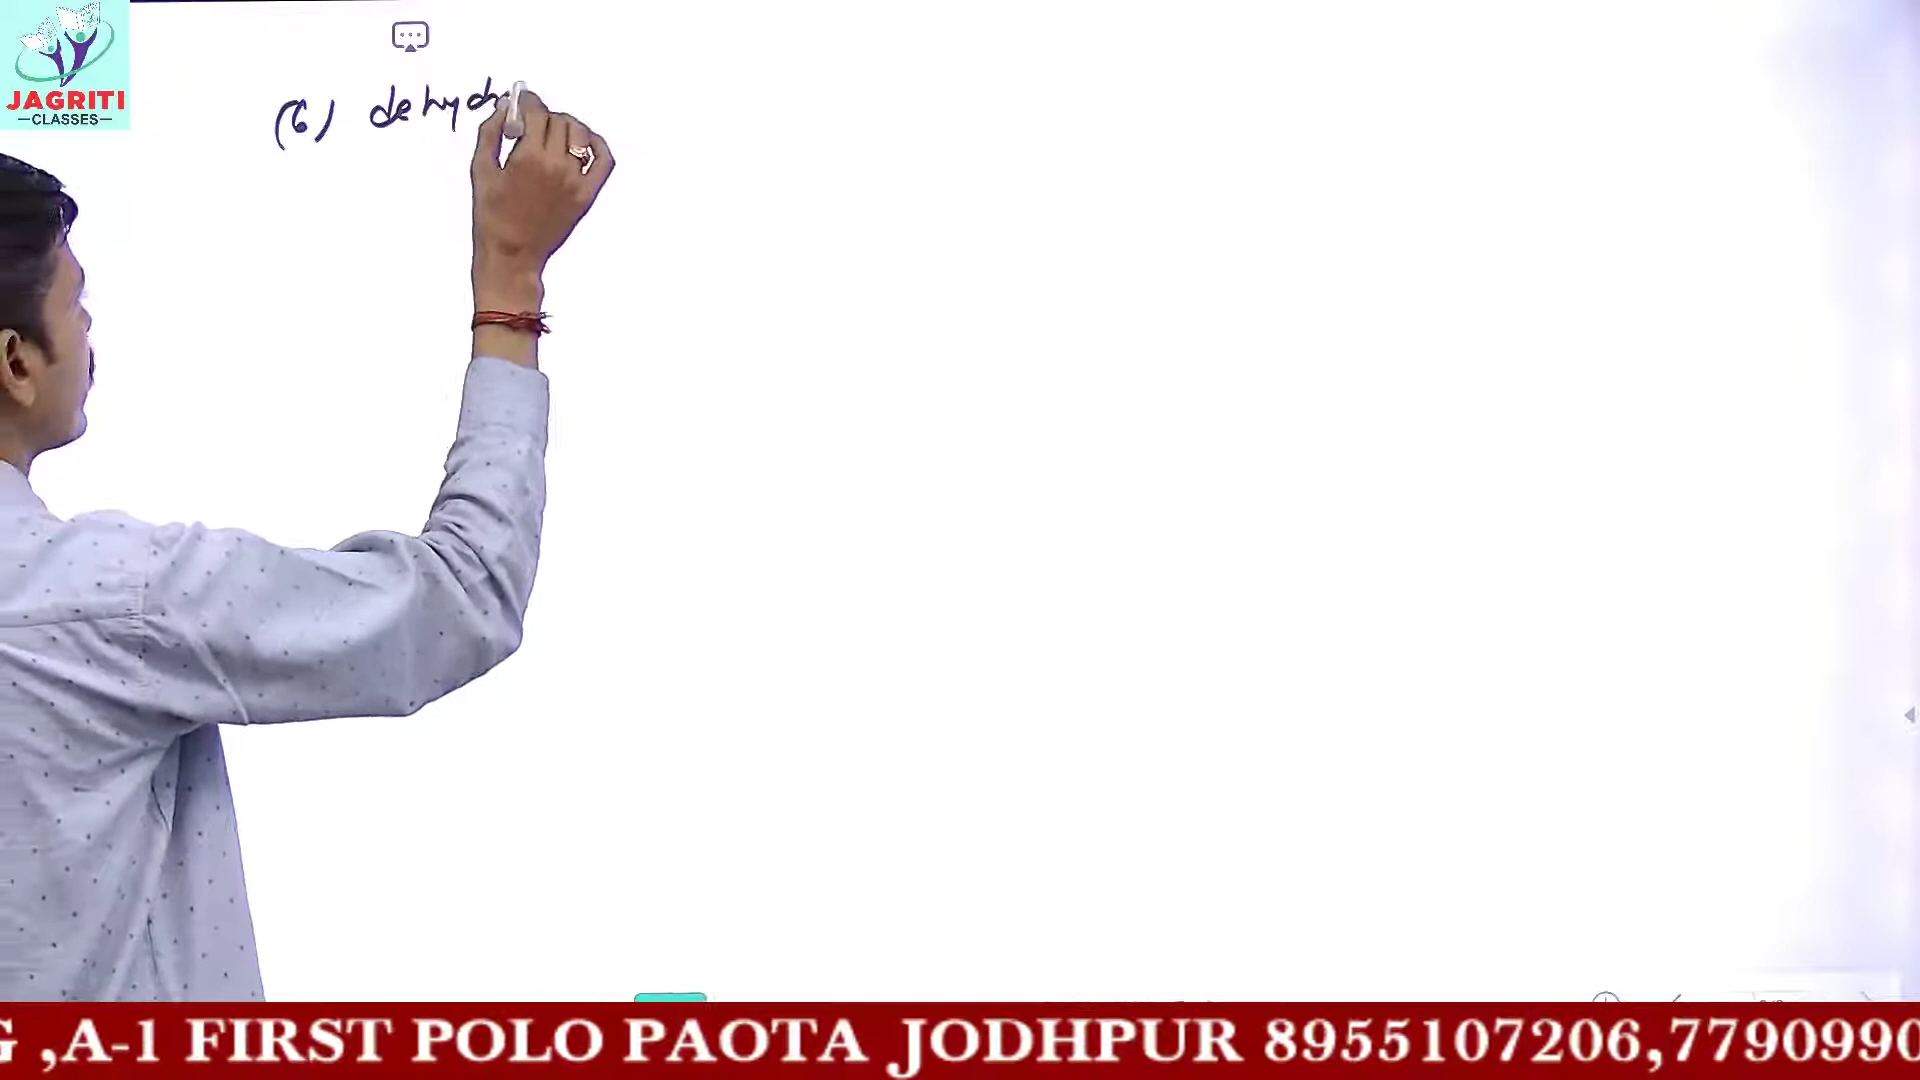 JAGRITI
CLASSES
(6) dehyd
G ,A-1 FIRST POLO PAOTA JODHPUR 8955107206,7790990